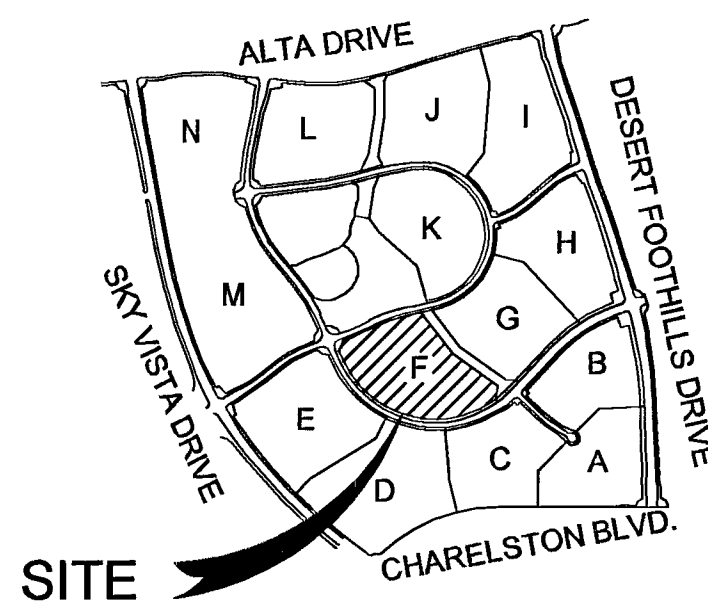 ALTA DRIVE
N
L
J
I
DESERT FOOTHILLS DRIVE
K
H
SKY VISTA DRIVE
M
G
F
B
E
D
C
A
CHARELSTON BLVD.
SITE